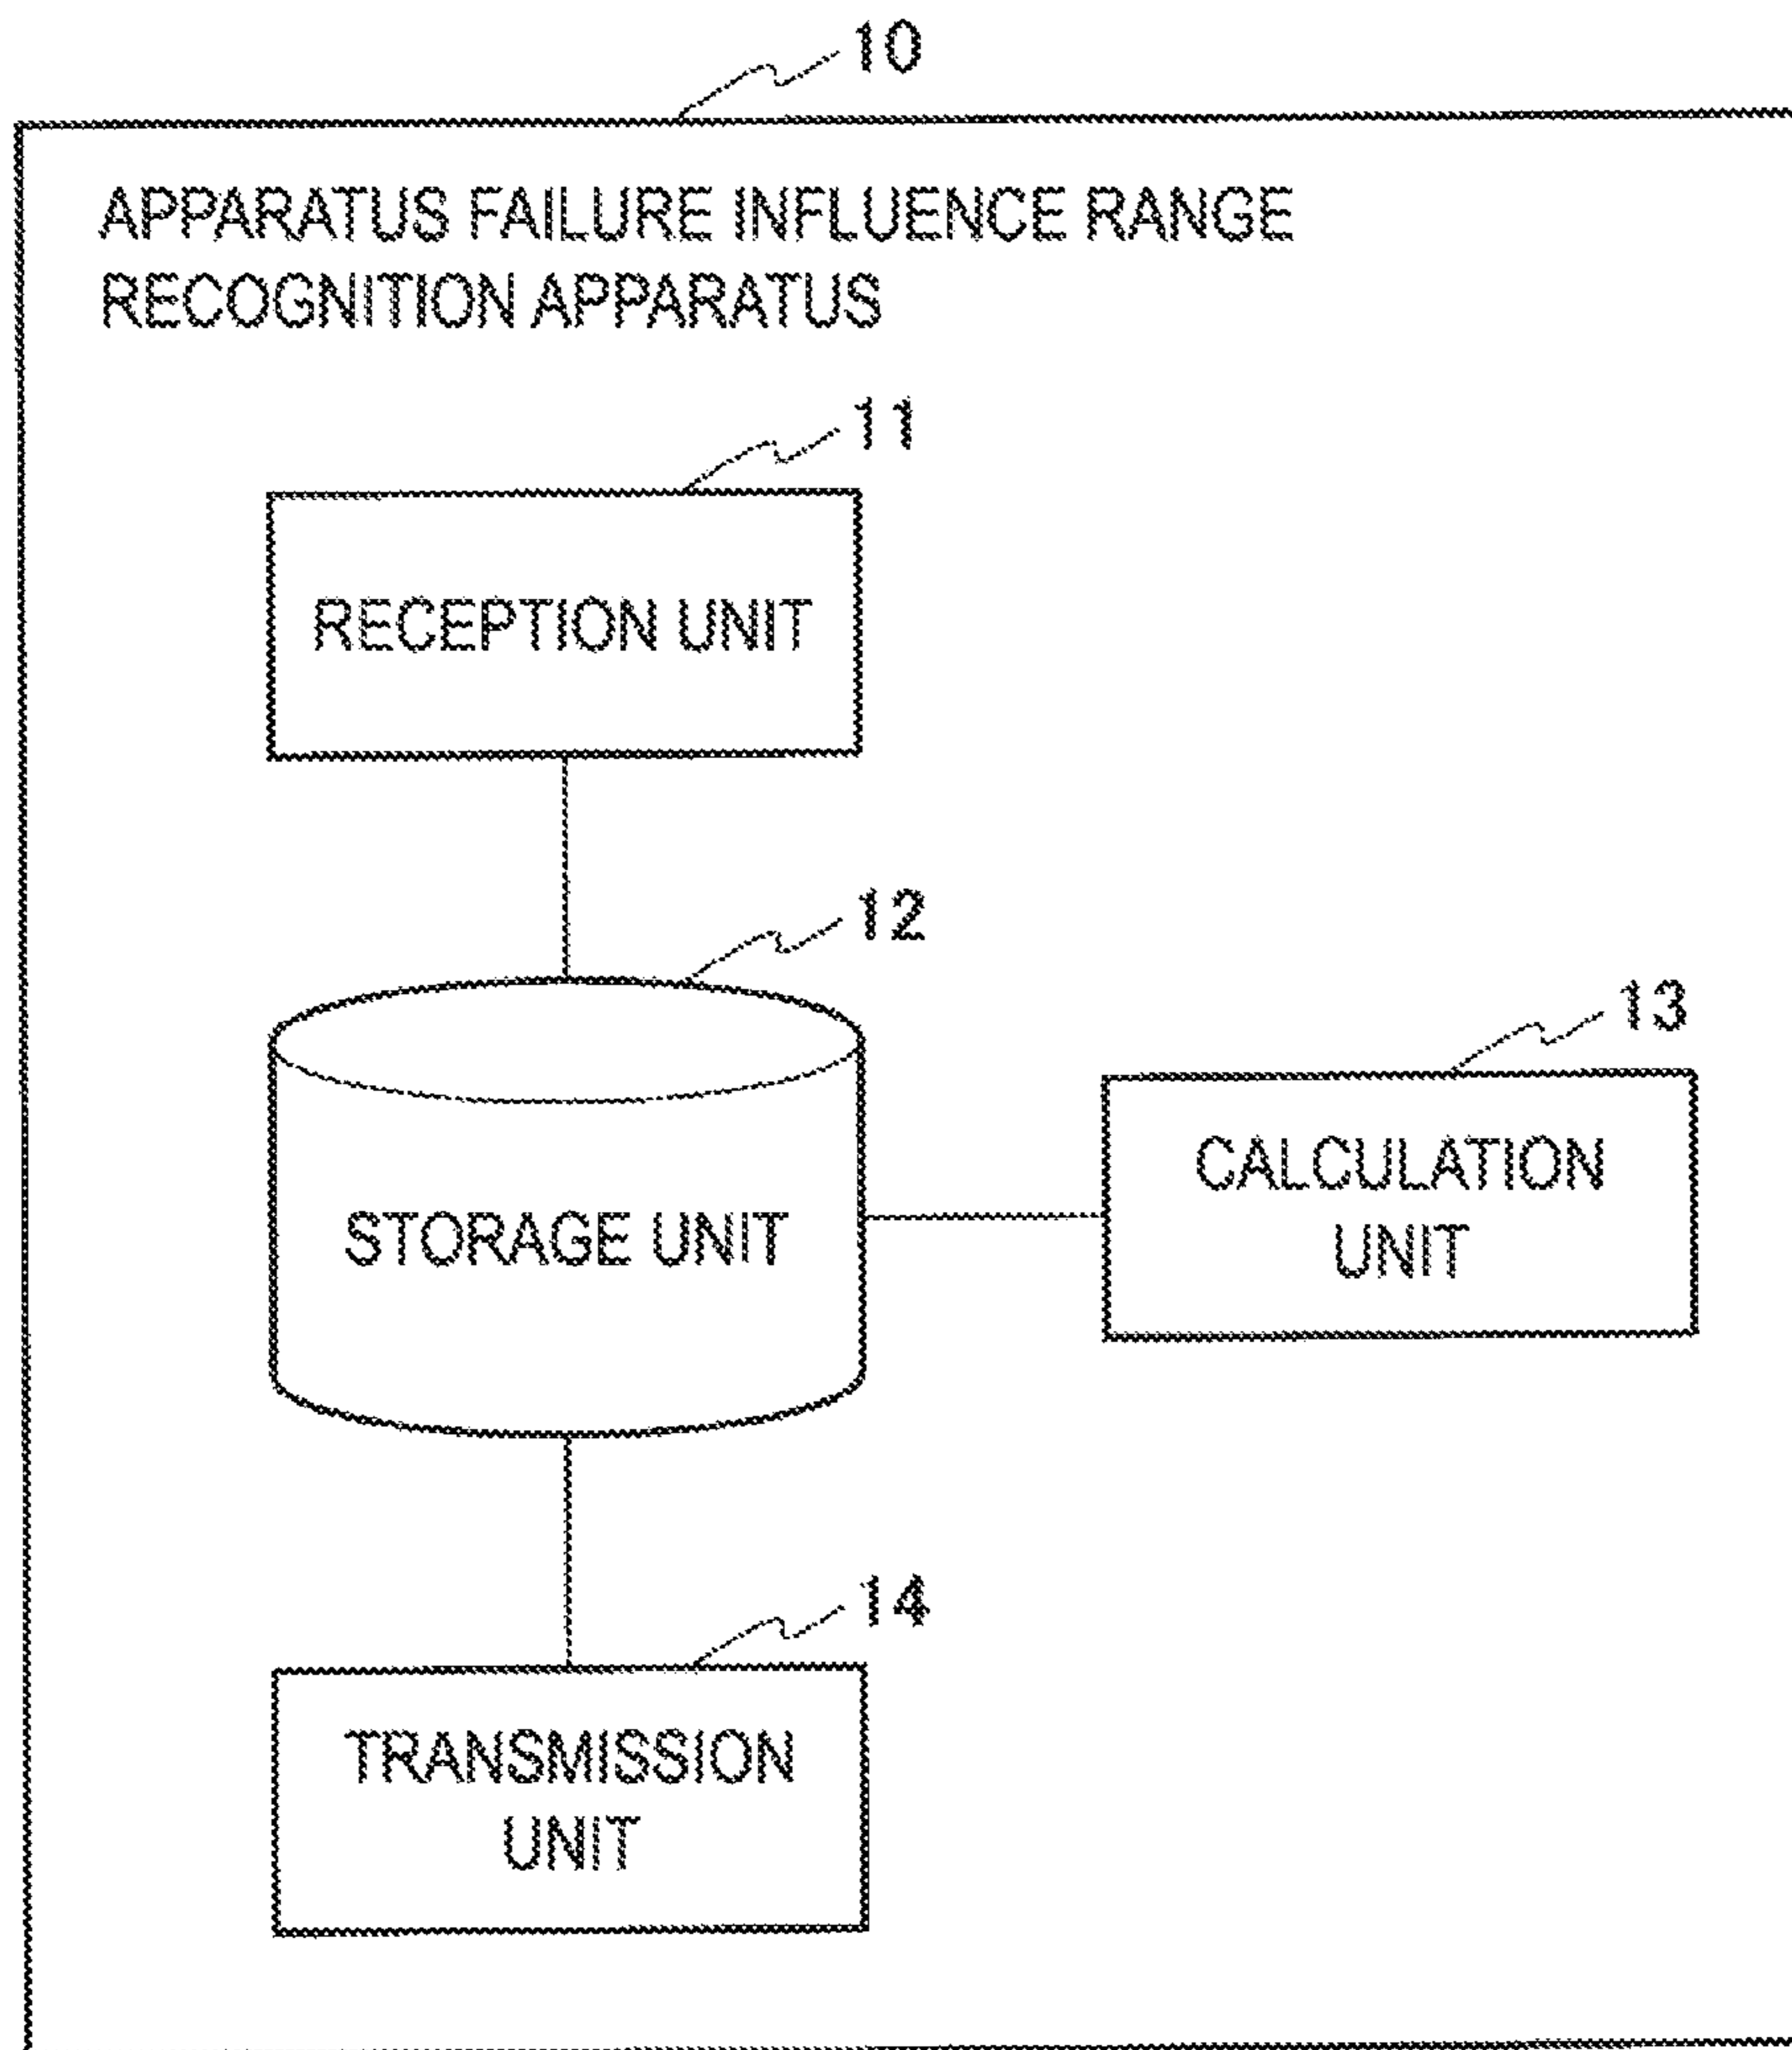 10
APPARATUS FAILURE INFLUENCE RANGE
RECOGNITION APPARATUS
11
RECEPTION UNIT
12
STORAGE UNIT
13
CALCULATION
UNIT
14
TRANSMISSION
UNIT